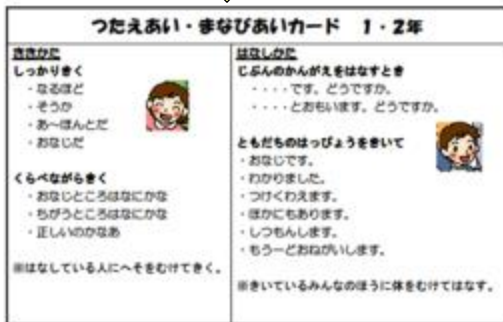 つたえあい・まなびあいカード　1・2年
ききかた
しっかりきく
・なるほど
・そうか
・あ～ほんとだ
・おなじだ
くらべながらきく
・おなじところはなにかな
・ちがうところはなにかな
・正しいのかなあ
※はなしている人にへそをむけてきく。
はなしかた
じぶんのかんがえをはなすとき
・・・・です。どうですか。
・・・・とおもいます。どうですか。
ともだちのはっぴょうをきいて
・おなじです。
・わかりました。
・つけくわえます。
・ほかにもあります。
・しつもんします。
・もう一どおねがいします。
※きいているみんなのほうに体をむけてはなす。